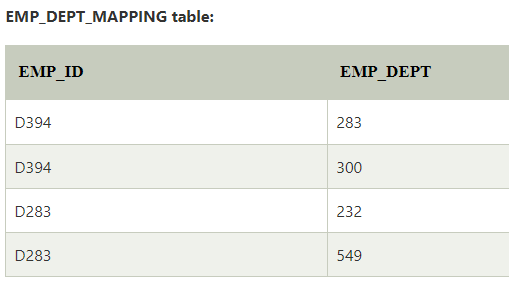 EMP_DEPT_MAPPING table:
EMP_ID EMP_DEPT
D394 283
D394 300
D283 232
D283 549